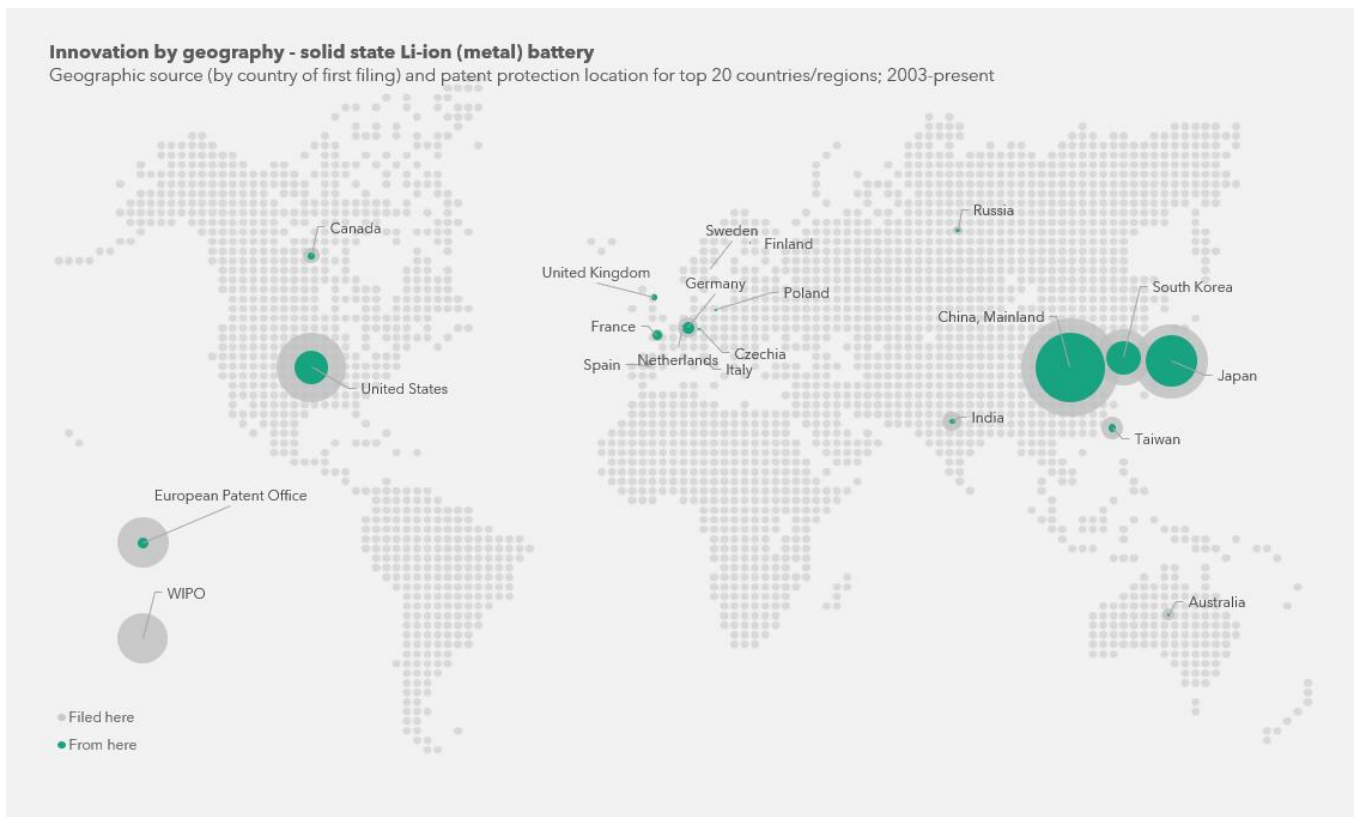 Innovation by geography - solid state Li-ion (metal) battery
Geographic source (by country of first filing) and patent protection location for top 20 countries/regions; 2003-present
Russia
Canada
Sweden
Finland
United Kingdom
Germany
Poland
South Korea
China, Mainland
France
Czechia
Netherlands
Spain
Italy
Japan
United States
India
Taiwan
European Patent Office
WIPO
Australia
Filed here
From here